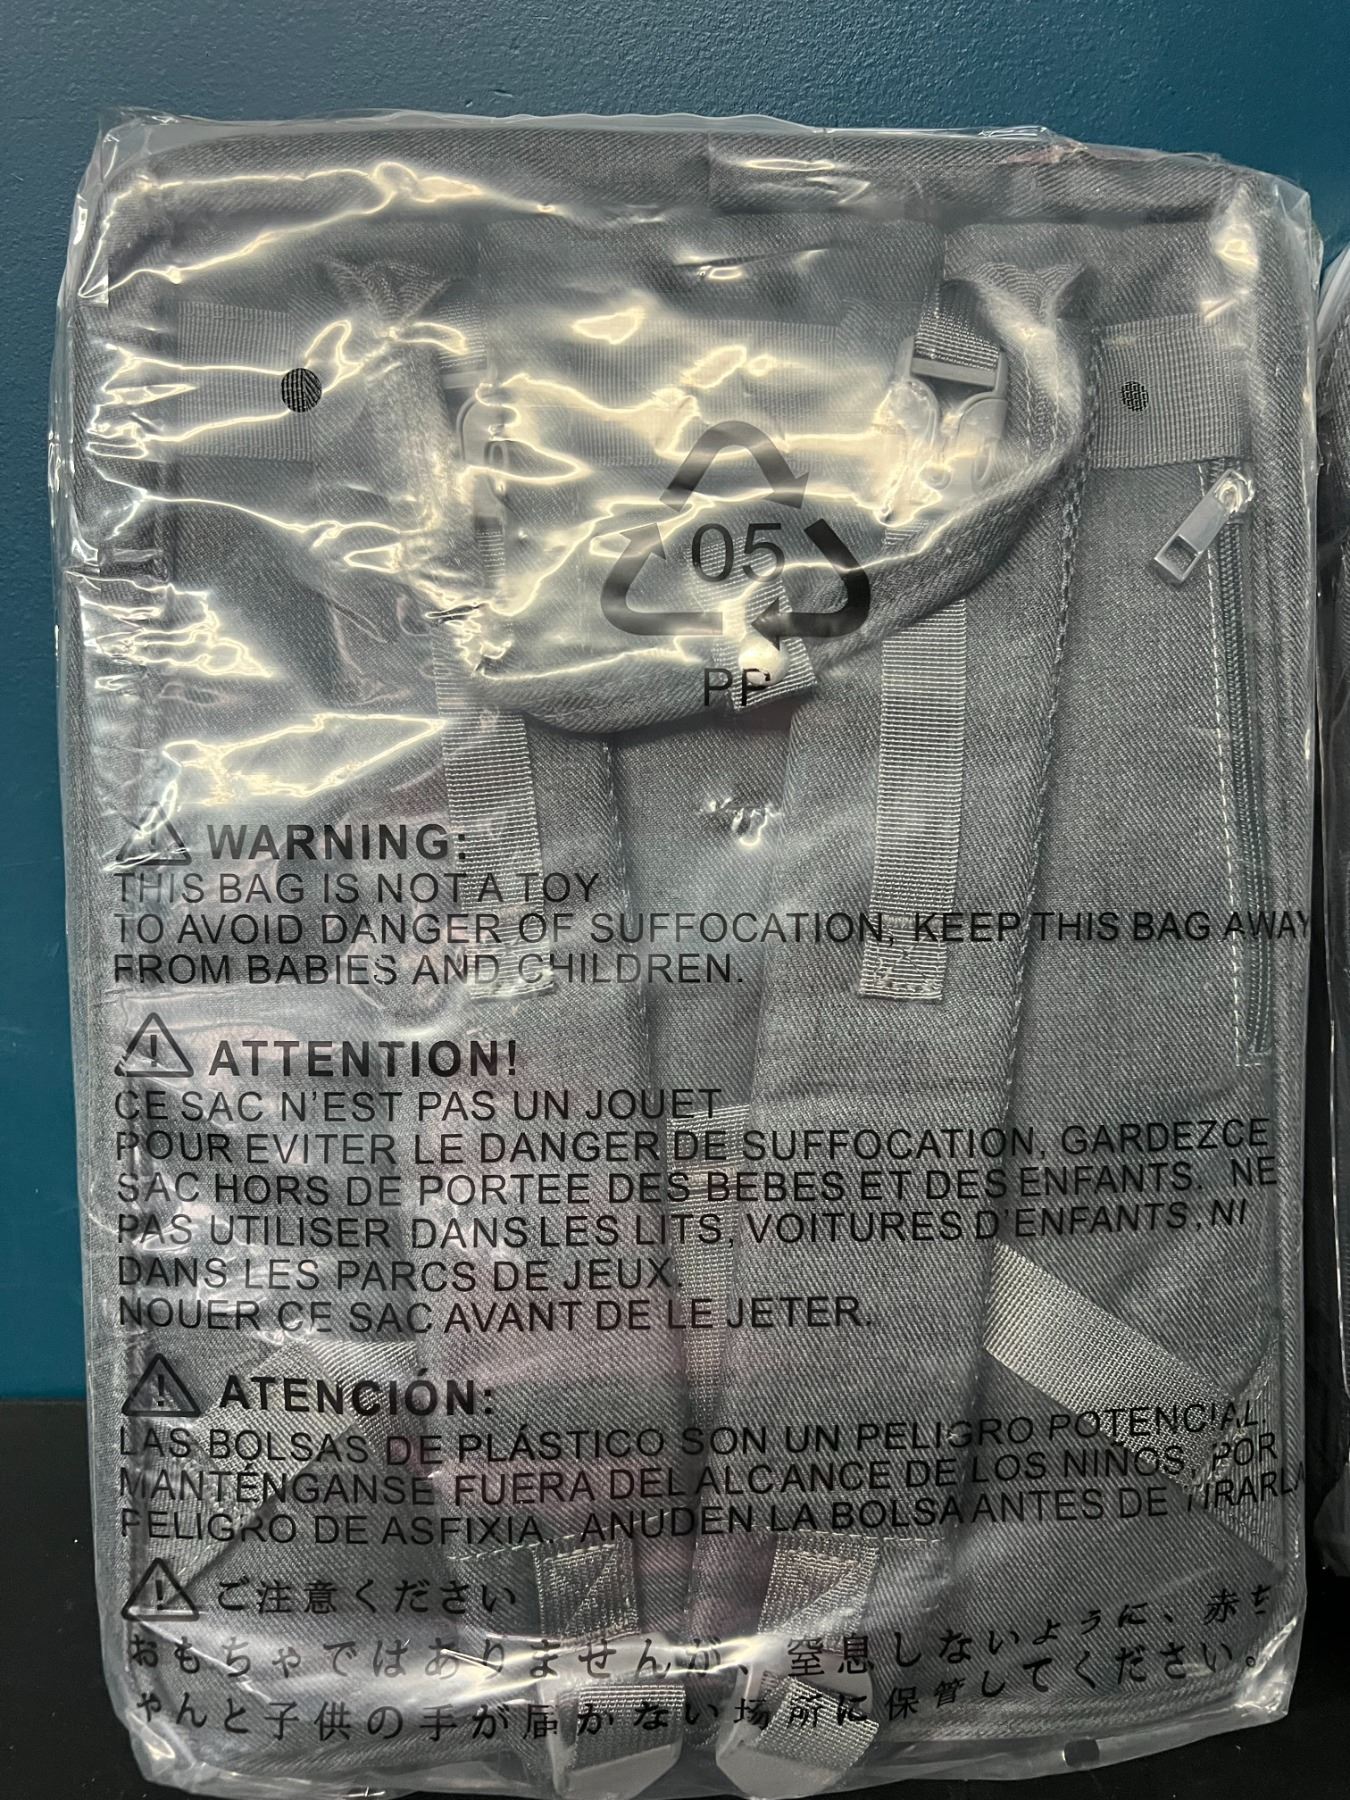 05
PP
WARNING:
THIS BAG IS NOT A TOY
TO AVOID DANGER OF SUFFOCATION, KEEP THIS BAG AWAY
FROM BABIES AND CHILDREN.
ATTENTION!
CE SAC N'EST PAS UN JOUET
POUR EVITER LE DANGER DE SUFFOCATION, GARDEZCE
SAC HORS DE PORTEE DES BEBES ET DES ENFANTS. NE
PAS UTILISER DANS LES LITS, VOITURES D'ENFANTS, NI
DANS LES PARCS DE JEUX.
NOUER CE SAC AVANT DE LE JETER.
ATENCIÓN:
LAS BOLSAS DE PLÁSTICO SON UN PELIGRO POTENCIAL.
MANTÉNGANSE FUERA DEL ALCANCE DE LOS NIÑOS, POR
PELIGRO DE ASFIXIA. ANUDEN LA BOLSA ANTES DE TIRARLA
ご注意ください
おもちゃではありませんが、窒息しないように、赤ち
ゃんと子供の手が届かない場所に保管してください。